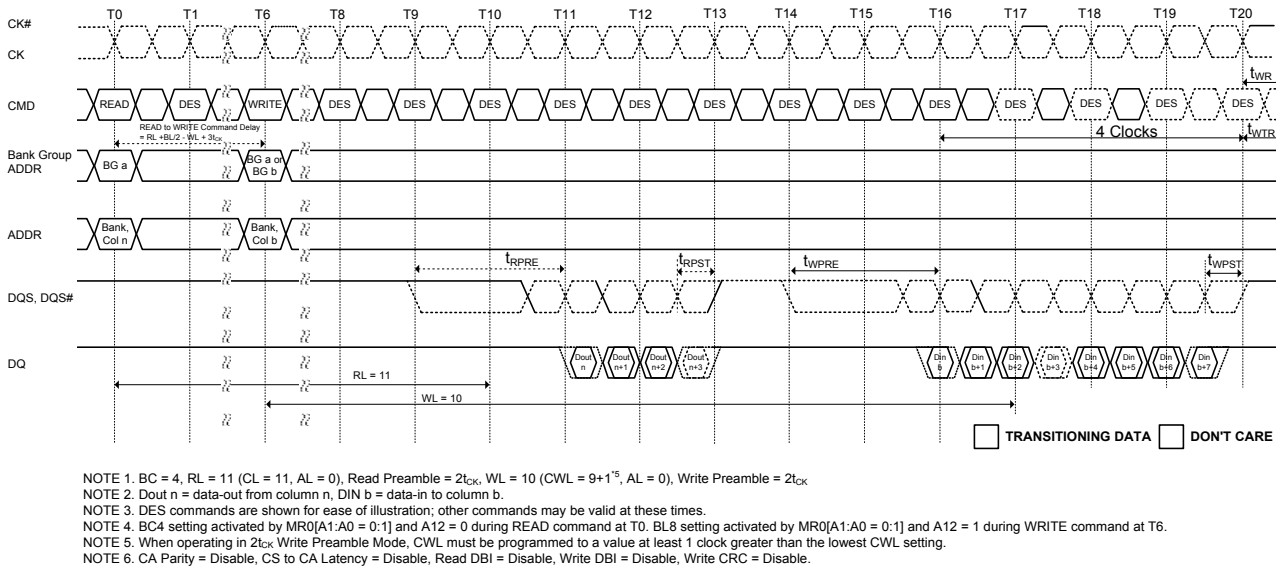 T0 T1 T6 T8 T9 T10 T11 T12 T13 T14 T15 T16 T17 T18 T19 T20
CK#
CK
tWR
CMD READ DES WRITE DES DES DES DES DES DES DES DES DES DES DES DES DES
READ to WRITE Command Delay
= RL +BL/2 - WL + 3tCK
4 Clocks
tWTR
Bank Group
ADDR
BG a
BG a or
BG b
ADDR
Bank,
Col n
Bank,
Col b
tRPRE tRPST tWPRE tWPST
DQS, DQS#
DQ
Dout
n
Dout
n+1
Dout
n+2
Dout
n+3
Din
b
Din
b+1
Din
b+2
Din
b+3
Din
b+4
Din
b+5
Din
b+6
Din
b+7
RL = 11
WL = 10
TRANSITIONING DATA DON'T CARE
NOTE 1. BC = 4, RL = 11 (CL = 11, AL = 0), Read Preamble = 2tCK, WL = 10 (CWL = 9+1*5, AL = 0), Write Preamble = 2tCK
NOTE 2. Dout n = data-out from column n, DIN b = data-in to column b.
NOTE 3. DES commands are shown for ease of illustration; other commands may be valid at these times.
NOTE 4. BC4 setting activated by MR0[A1:A0 = 0:1] and A12 = 0 during READ command at T0. BL8 setting activated by MR0[A1:A0 = 0:1] and A12 = 1 during WRITE command at T6.
NOTE 5. When operating in 2tCK Write Preamble Mode, CWL must be programmed to a value at least 1 clock greater than the lowest CWL setting.
NOTE 6. CA Parity = Disable, CS to CA Latency = Disable, Read DBI = Disable, Write DBI = Disable, Write CRC = Disable.